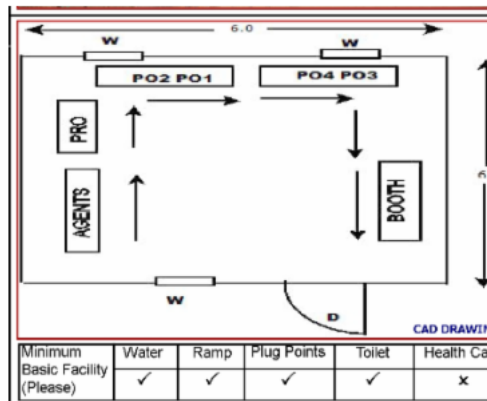 6.0
W W
PO2 PO1 PO4 PO3
PRO
AGENTS
BOOTH
6
W
D
CAD DRAWIN
Minimum Basic Facility (Please) Water Ramp Plug Points Toilet Health Ca
✓ ✓ ✓ ✓ x